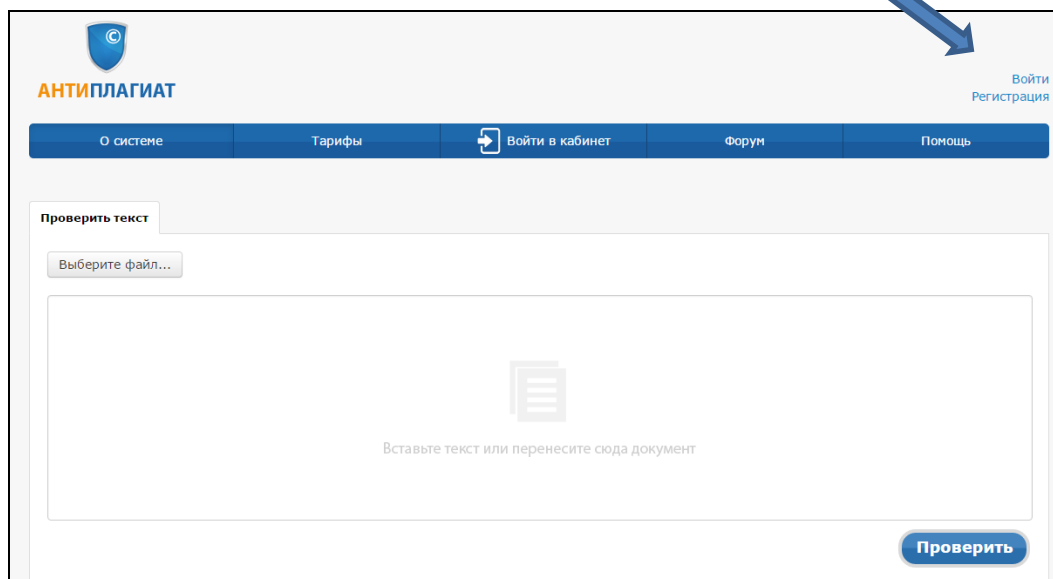 ©
АНТИПЛАГИАТ
Войти
Регистрация
О системе Тарифы Войти в кабинет Форум Помощь
Проверить текст
Выберите файл...
Вставьте текст или перенесите сюда документ
Проверить